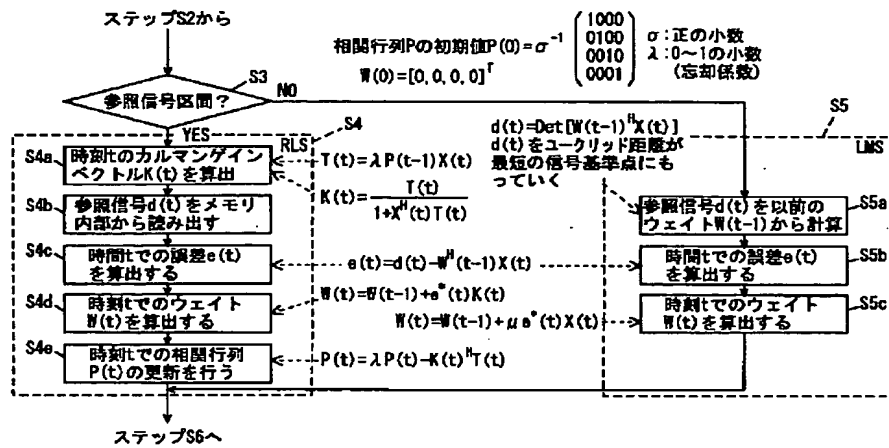 ステップS2から
相関行列Pの初期値P(0)=σ⁻¹
1000
0100
0010
0001
σ:正の小数
λ:0~1の小数
(忘却係数)
W(0)=[0,0,0,0]ᵀ
S3
参照信号区間?
NO
YES
RLS
S4
S4a
時刻tのカルマンゲイン
ベクトルK(t)を算出
T(t)=λP(t-1)X(t)
K(t)=T(t)/1+Xᴴ(t)T(t)
S4b
参照信号d(t)をメモリ
内部から読み出す
S4c
時間tでの誤差e(t)
を算出する
e(t)=d(t)-Wᴴ(t-1)X(t)
S4d
時刻tでのウェイト
W(t)を算出する
W(t)=W(t-1)+e*(t)K(t)
S4e
時刻tでの相関行列
P(t)の更新を行う
P(t)=λP(t)-K(t)ᴴT(t)
S5
LMS
d(t)=Det[W(t-1)ᴴX(t)]
d(t)をユークリッド距離が
最短の信号基準点にも
っていく
S5a
参照信号d(t)を以前の
ウェイトW(t-1)から計算
S5b
時間tでの誤差e(t)
を算出する
S5c
時刻tでのウェイト
W(t)を算出する
W(t)=W(t-1)+μe*(t)X(t)
ステップS6へ